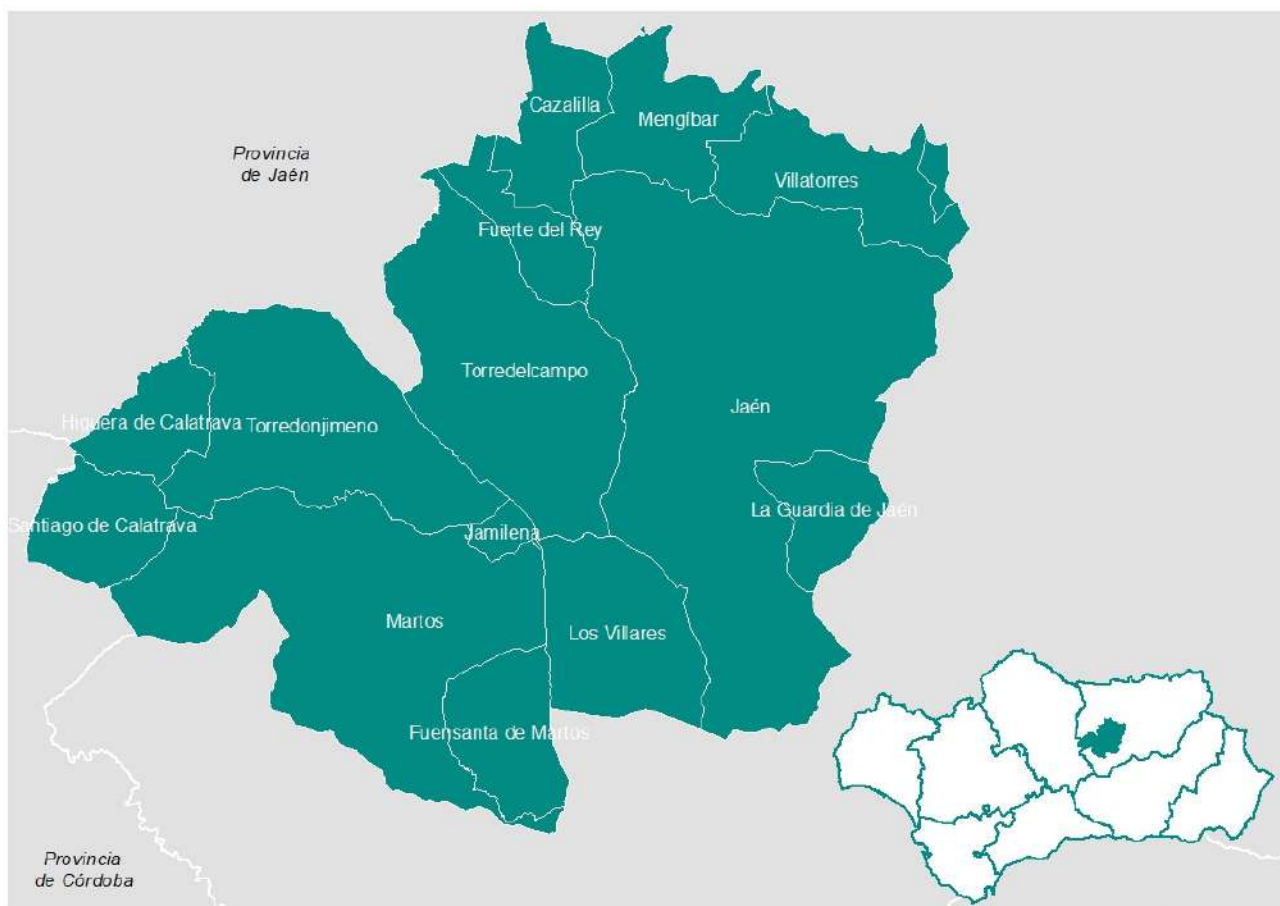 Cazalilla
Mengíbar
Provincia
de Jaén
Villatorres
Fuerte del Rey
Torredelcampo
Jaén
Higuera de Calatrava
Torredonjimeno
La Guardia de Jaén
Santiago de Calatrava
Jamilena
Martos
Los Villares
Fuensanta de Martos
Provincia
de Córdoba